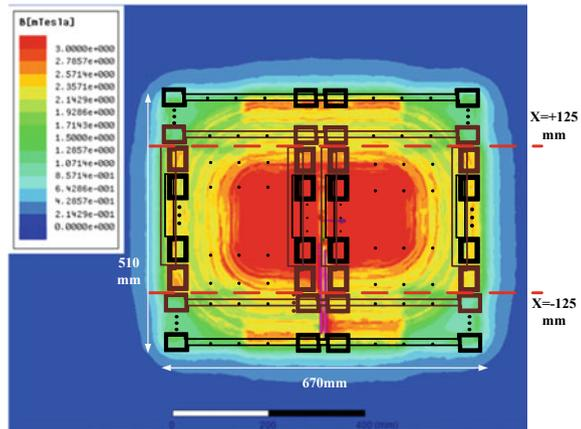 B[mTesla]
3.0000e+000
2.7857e+000
2.5714e+000
2.3571e+000
2.1429e+000
1.9286e+000
1.7143e+000
1.5000e+000
1.2857e+000
1.0714e+000
8.5714e-001
6.4286e-001
4.2857e-001
2.1429e-001
0.0000e+000
X=+125
mm
510
mm
X=-125
mm
670mm
0
200
400 (mm)